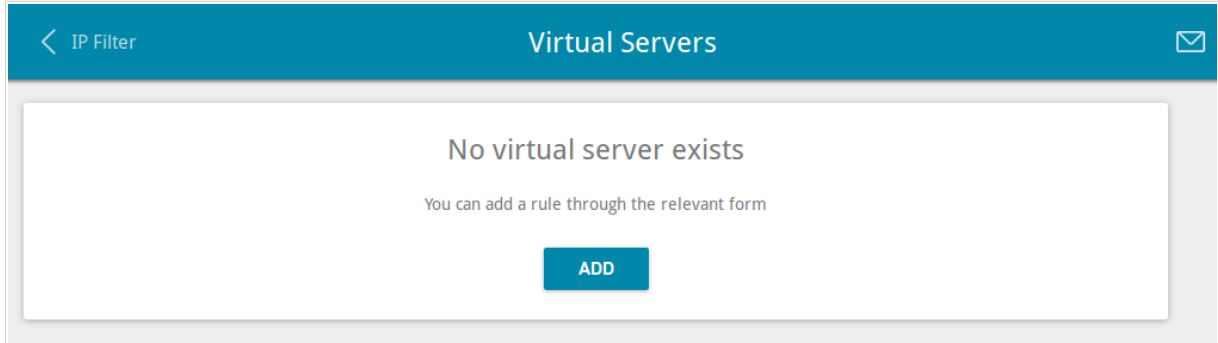 IP Filter
Virtual Servers
No virtual server exists
You can add a rule through the relevant form
ADD